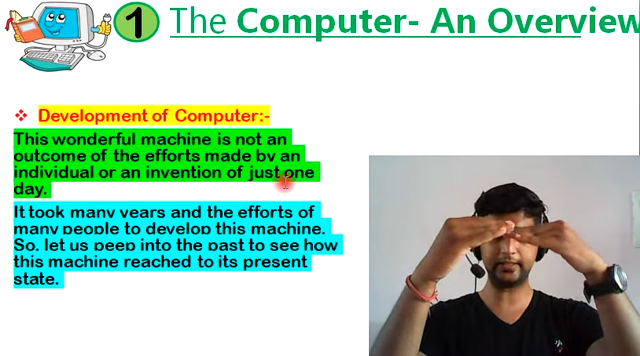 1 The Computer- An Overview
Development of Computer:-
This wonderful machine is not an
outcome of the efforts made by an
individual or an invention of just one
day.
It took many years and the efforts of
many people to develop this machine.
So, let us peep into the past to see how
this machine reached to its present
state.